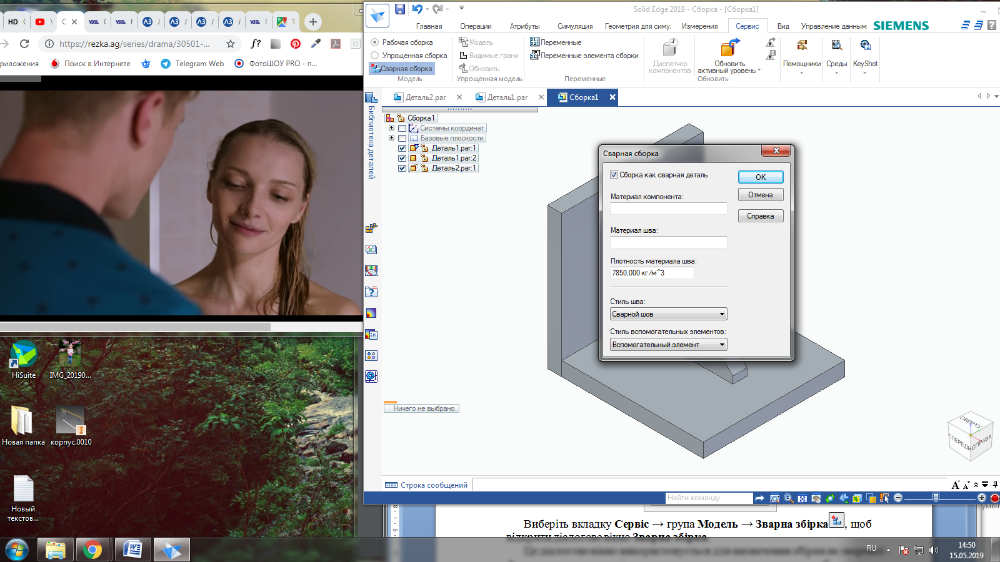 HD
https://rezka.ag/series/drama/30501-...
f?
риложения
Поиск в Интернете
Telegram Web
ФотоШОУ PRO - п...
HiSuite
IMG_20190...
Новая папка
корпус.0010
Новый
текстов...
Solid Edge 2019 - Сборка - [Сборка1]
Главная
Операции
Атрибуты
Симуляция
Геометрия для симу.
Измерения
Сервис
Вид
Управление данным
SIEMENS
Рабочая сборка
Упрощенная сборка
Сварная сборка
Модель
Модель
Видимые грани
Обновить
Упрощенная модель
Переменные
Переменные элемента сборки
Переменные
Диспетчер
компонентов
Обновить
активный уровень
Обновить
Помощники
Среды
KeyShot
Деталь2.par
Деталь1.par
Сборка1
Библиотека деталей
Сборка1
Системы координат
Базовые плоскости
Деталь1.par:1
Деталь1.par:2
Деталь2.par:1
Ничего не выбрано.
Сварная сборка
Сборка как сварная деталь
OK
Отмена
Справка
Материал компонента:
Материал шва:
Плотность материала шва:
7850,000 кг/м^3
Стиль шва:
Сварной шов
Стиль вспомогательных элементов:
Вспомогательный элемент
СВЕРХУ
СПЕРЕДИ
СПРАВА
Строка сообщений
Найти команду
Виберіть вкладку Сервіс → група Модель → Зварна збірка , щоб
відкрити діалогове вікно Зварна збірка.
RU
14:50
15.05.2019